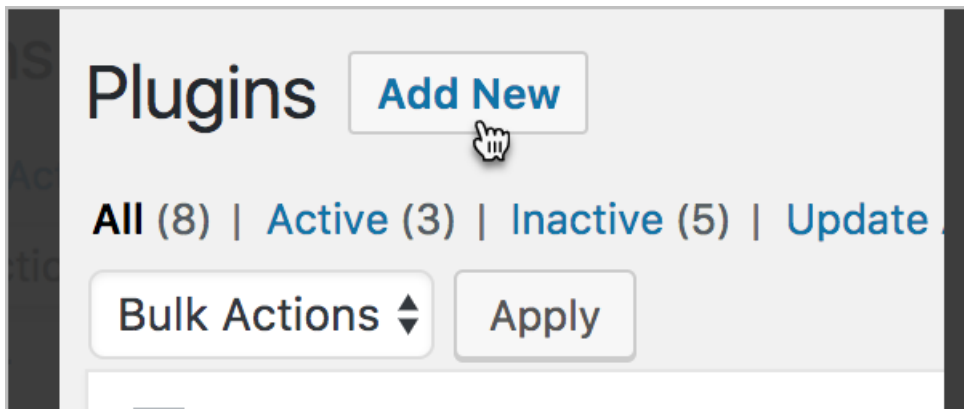 Plugins Add New
All (8) | Active (3) | Inactive (5) | Update
Bulk Actions Apply